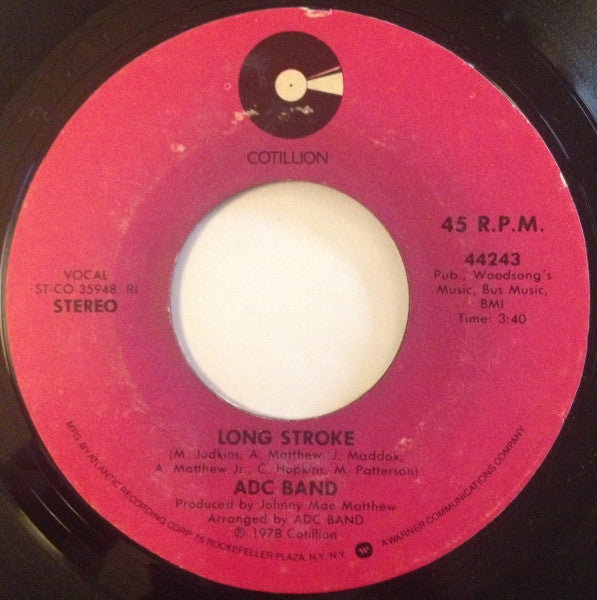 COTILLION
45 R.P.M.
44243
Pub., Woodsong's
Music, Bus Music,
BMI
Time: 3:40
VOCAL
ST-CO-35948 RI
STEREO
LONG STROKE
(M. Judkins, A. Matthew, J. Maddox,
A. Matthew Jr., C. Hopkins, M. Patterson)
ADC BAND
Produced by Johnny Mae Matthew
Arranged by ADC BAND
℗ 1978 Cotillion
MFG. BY ATLANTIC RECORDING CORP. 75 ROCKEFELLER PLAZA, N.Y. N.Y. W A WARNER COMMUNICATIONS COMPANY